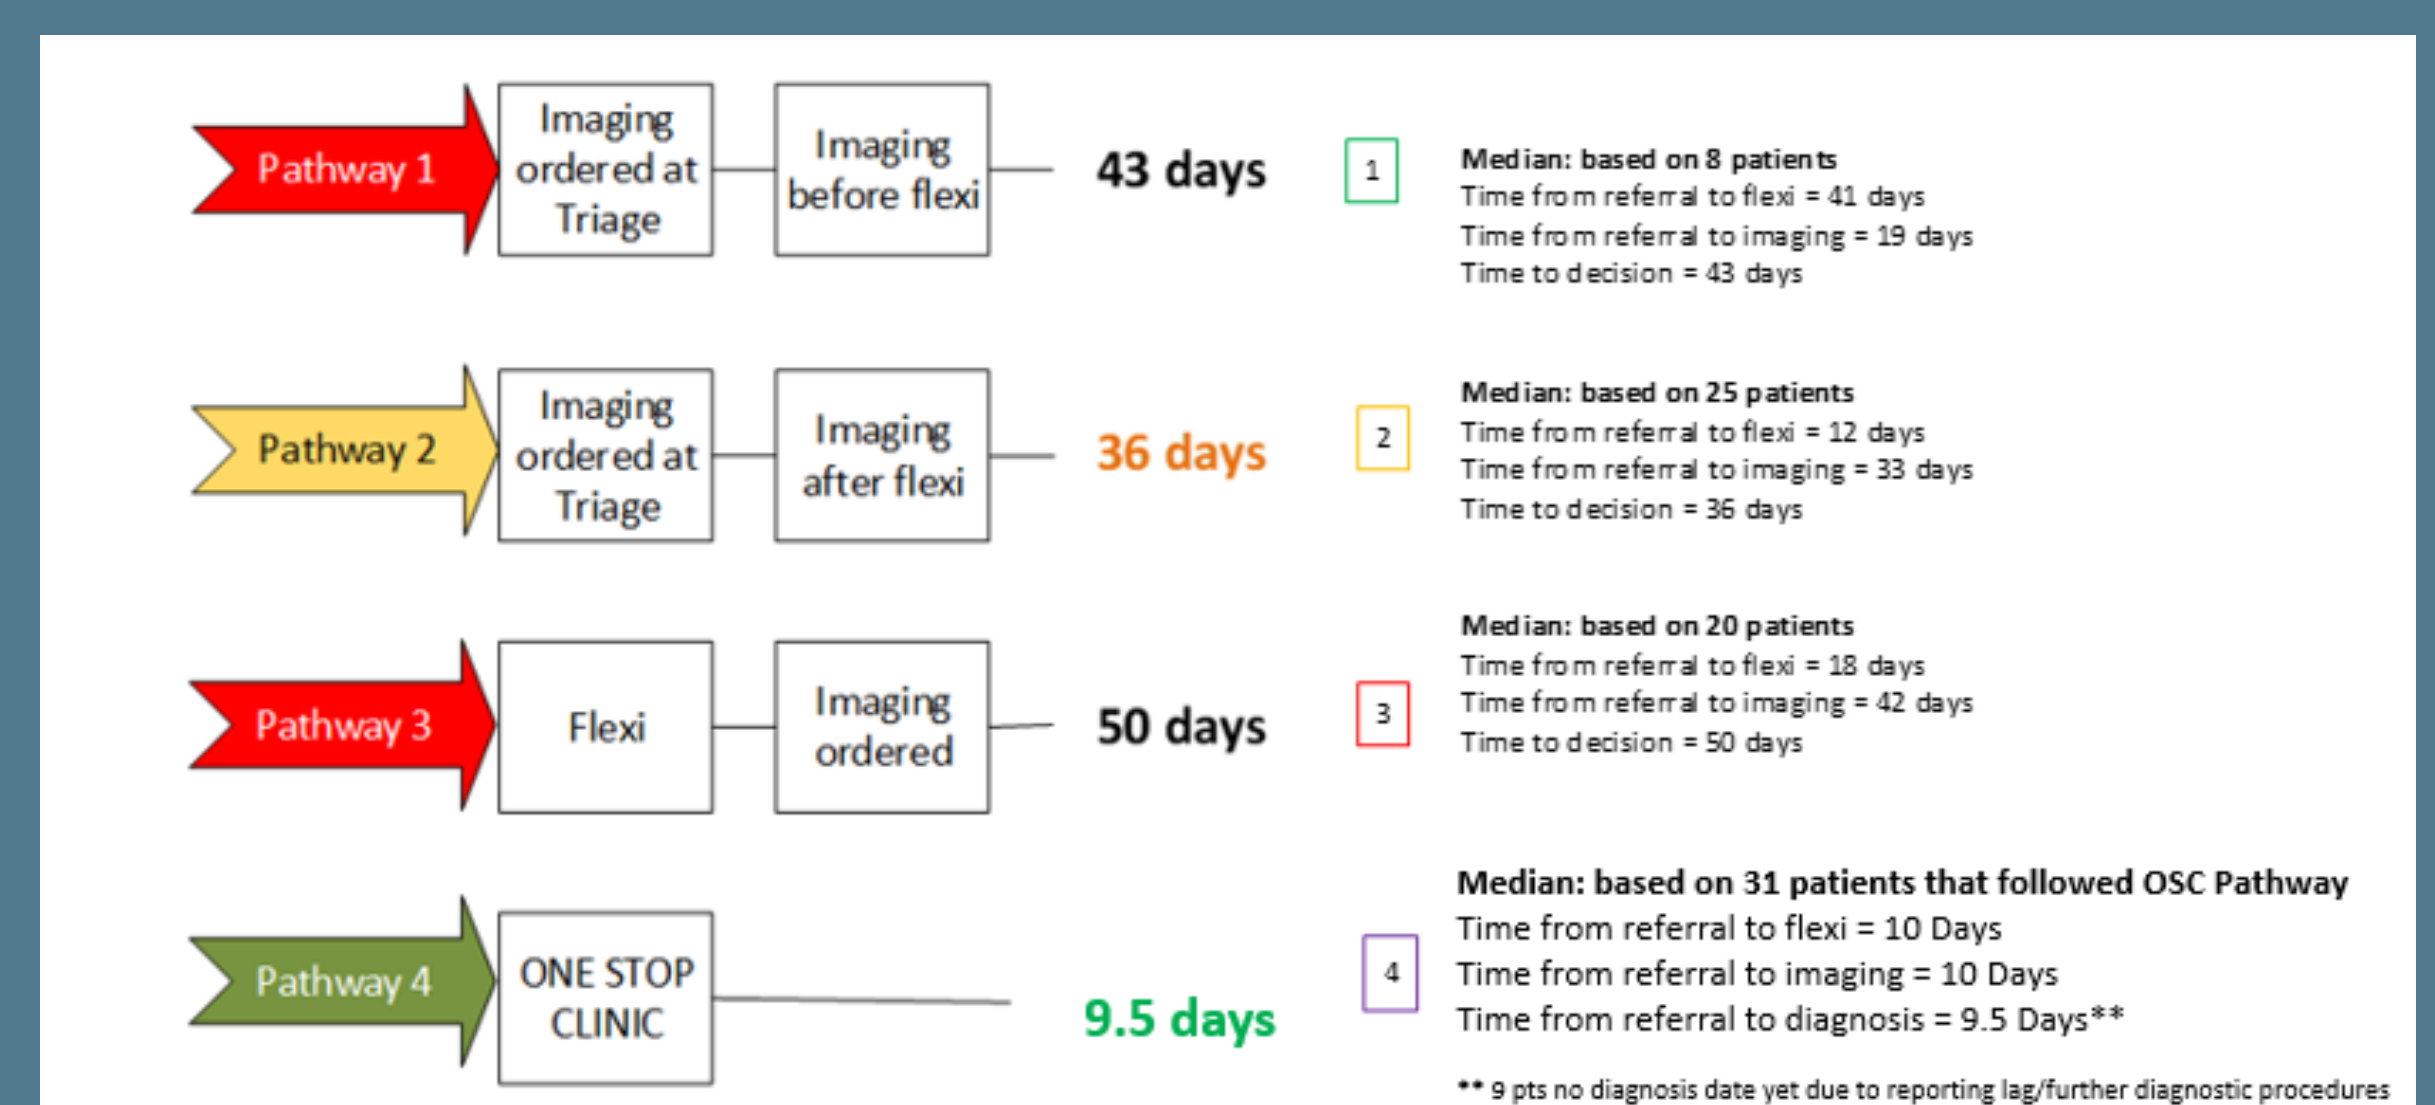 Pathway 1
Imaging
ordered at
Triage
Imaging
before flexi
43 days
1
Median: based on 8 patients
Time from referral to flexi = 41 days
Time from referral to imaging = 19 days
Time to decision = 43 days
Pathway 2
Imaging
ordered at
Triage
Imaging
after flexi
36 days
2
Median: based on 25 patients
Time from referral to flexi = 12 days
Time from referral to imaging = 33 days
Time to decision = 36 days
Pathway 3
Flexi
Imaging
ordered
50 days
3
Median: based on 20 patients
Time from referral to flexi = 18 days
Time from referral to imaging = 42 days
Time to decision = 50 days
Pathway 4
ONE STOP
CLINIC
9.5 days
4
Median: based on 31 patients that followed OSC Pathway
Time from referral to flexi = 10 Days
Time from referral to imaging = 10 Days
Time from referral to diagnosis = 9.5 Days**
** 9 pts no diagnosis date yet due to reporting lag/further diagnostic procedures